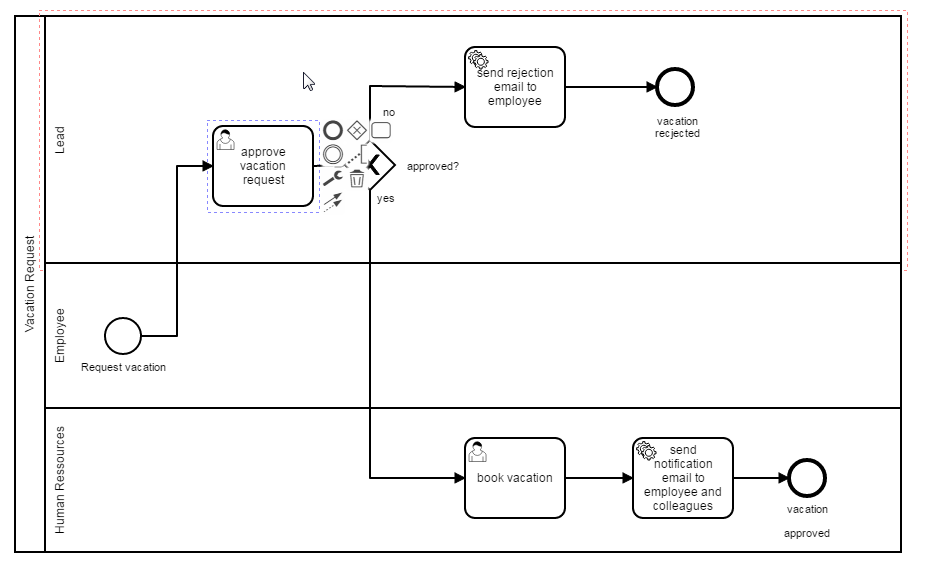 Vacation Request
Lead
approve
vacation
request
no
approved?
yes
send rejection
email to
employee
vacation
recjected
Employee
Request vacation
Human Ressources
book vacation
send
notification
email to
employee and
colleagues
vacation
approved